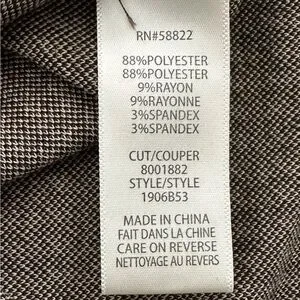 RN#58822
88%POLYESTER
88%POLYESTER
9%RAYON
9%RAYONNE
3%SPANDEX
3%SPANDEX
CUT/COUPER
8001882
STYLE/STYLE
1906B53
MADE IN CHINA
FAIT DANS LA CHINE
CARE ON REVERSE
NETTOYAGE AU REVERS